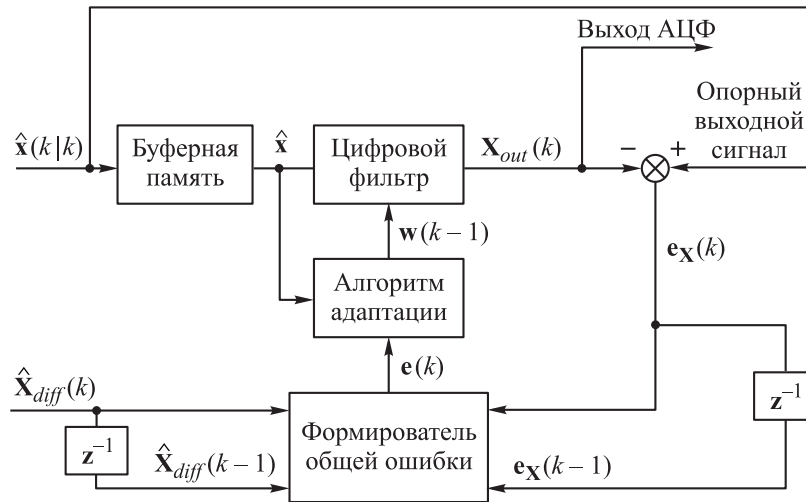 Выход АЦФ
Опорный
выходной
сигнал
x̂(k|k)
Буферная
память
x̂
Цифровой
фильтр
X_out(k)
−
+
w(k − 1)
e_X(k)
Алгоритм
адаптации
e(k)
X̂_diff(k)
z⁻¹
X̂_diff(k − 1)
Формирователь
общей ошибки
e_X(k − 1)
z⁻¹